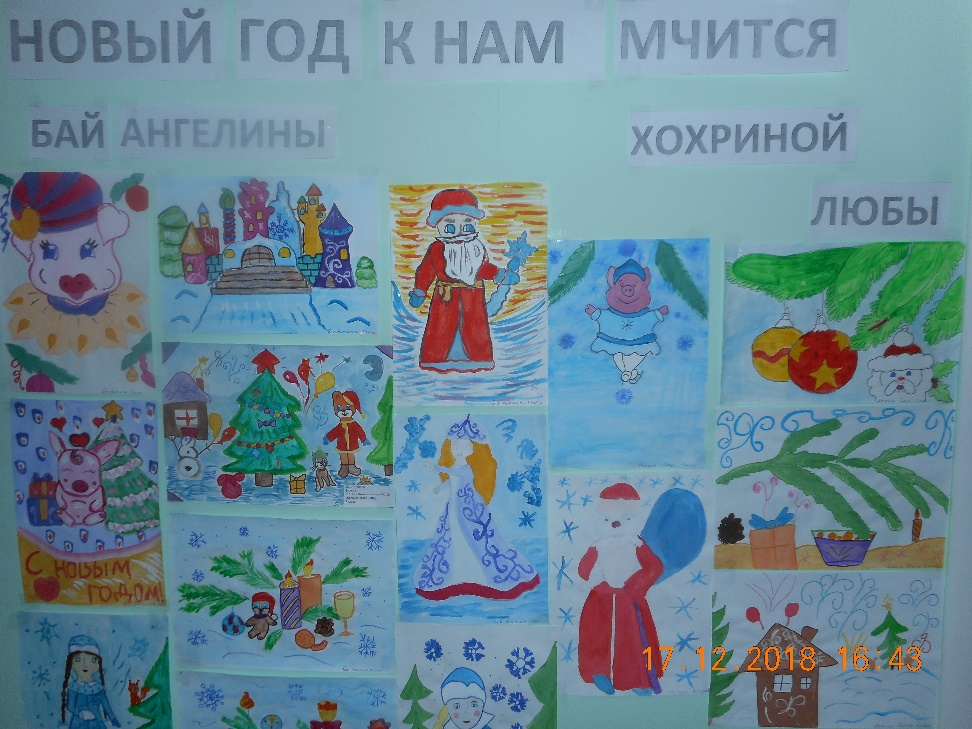 НОВЫЙ ГОД К НАМ МЧИТСЯ
БАЙ АНГЕЛИНЫ
ХОХРИНОЙ
ЛЮБЫ
С НОВЫМ
ГОДОМ!
17.12.2018 16:43